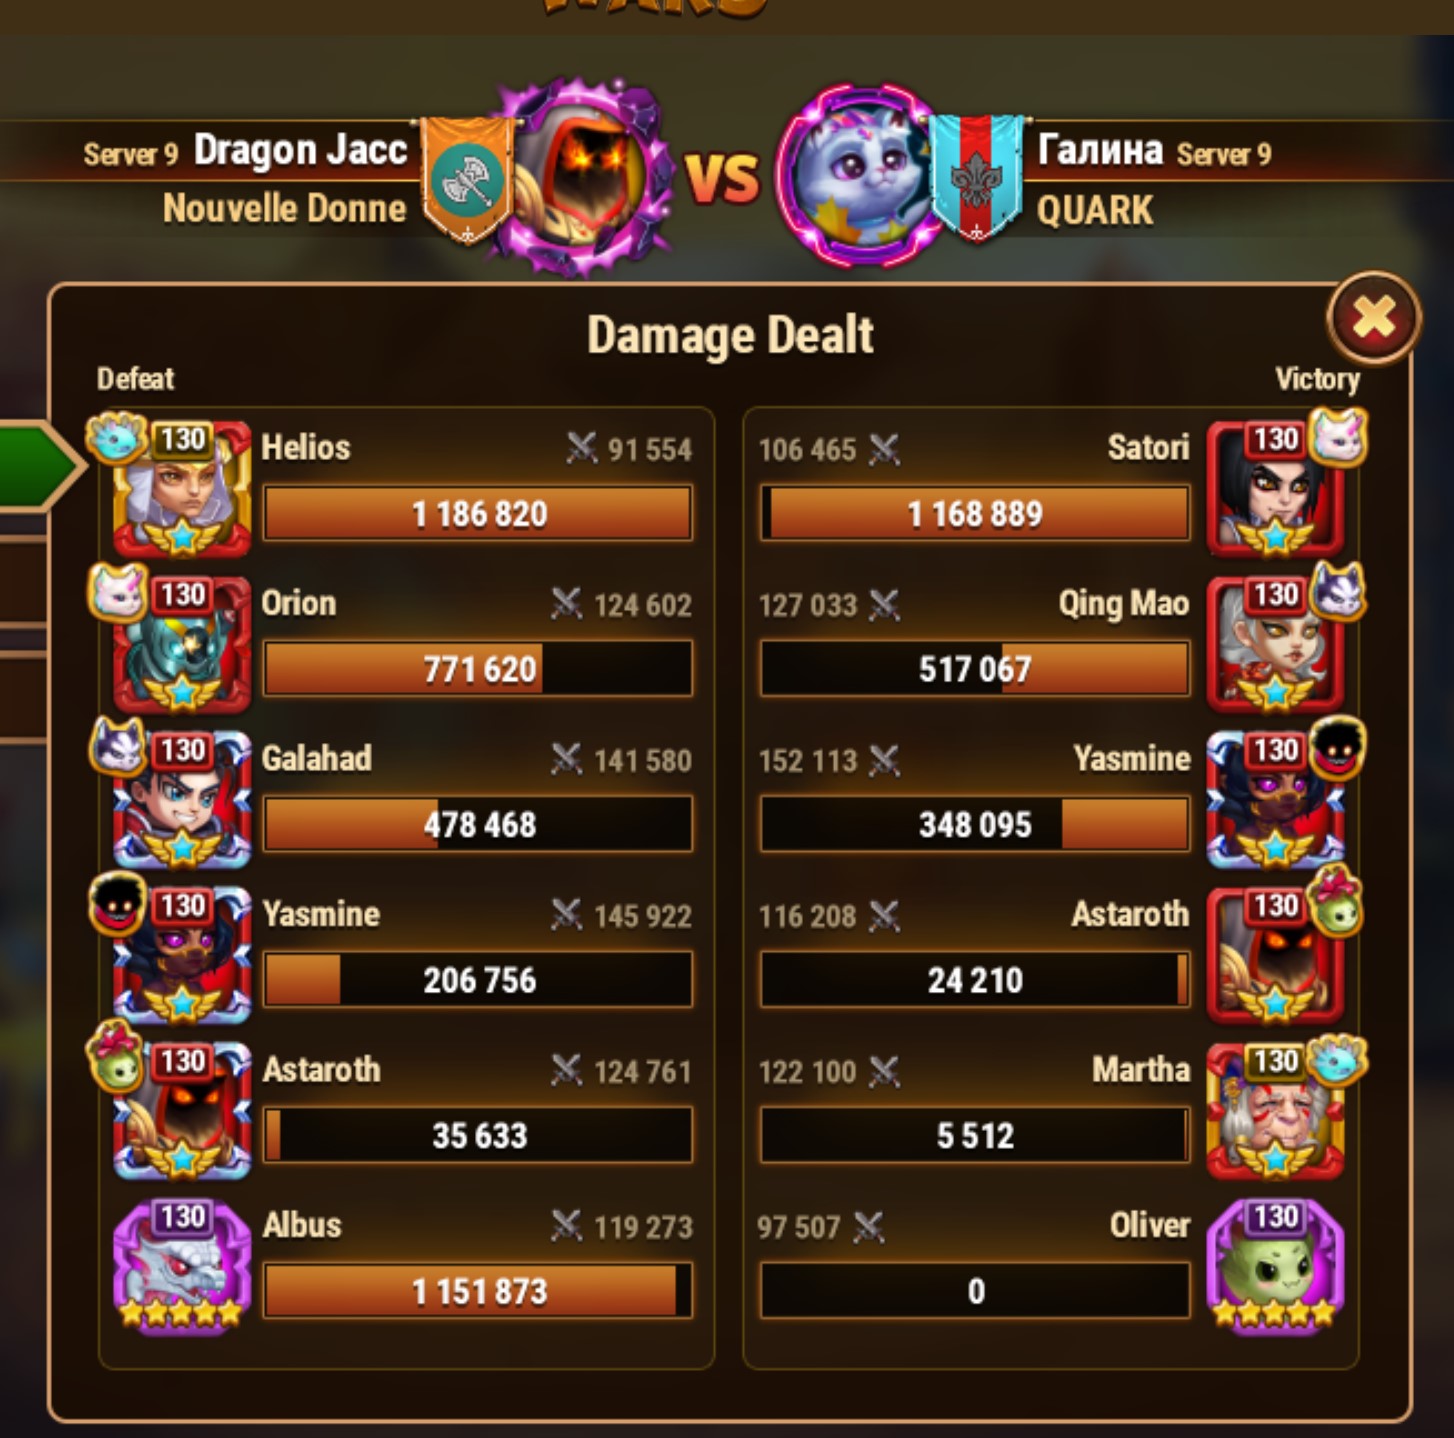 WARS
Server 9 Dragon Jacc
Nouvelle Donne
VS
Галина Server 9
QUARK
Damage Dealt
Defeat
Victory
130 Helios 91 554
1 186 820
130 Orion 124 602
771 620
130 Galahad 141 580
478 468
130 Yasmine 145 922
206 756
130 Astaroth 124 761
35 633
130 Albus 119 273
1 151 873
106 465 Satori 130
1 168 889
127 033 Qing Mao 130
517 067
152 113 Yasmine 130
348 095
116 208 Astaroth 130
24 210
122 100 Martha 130
5 512
97 507 Oliver 130
0